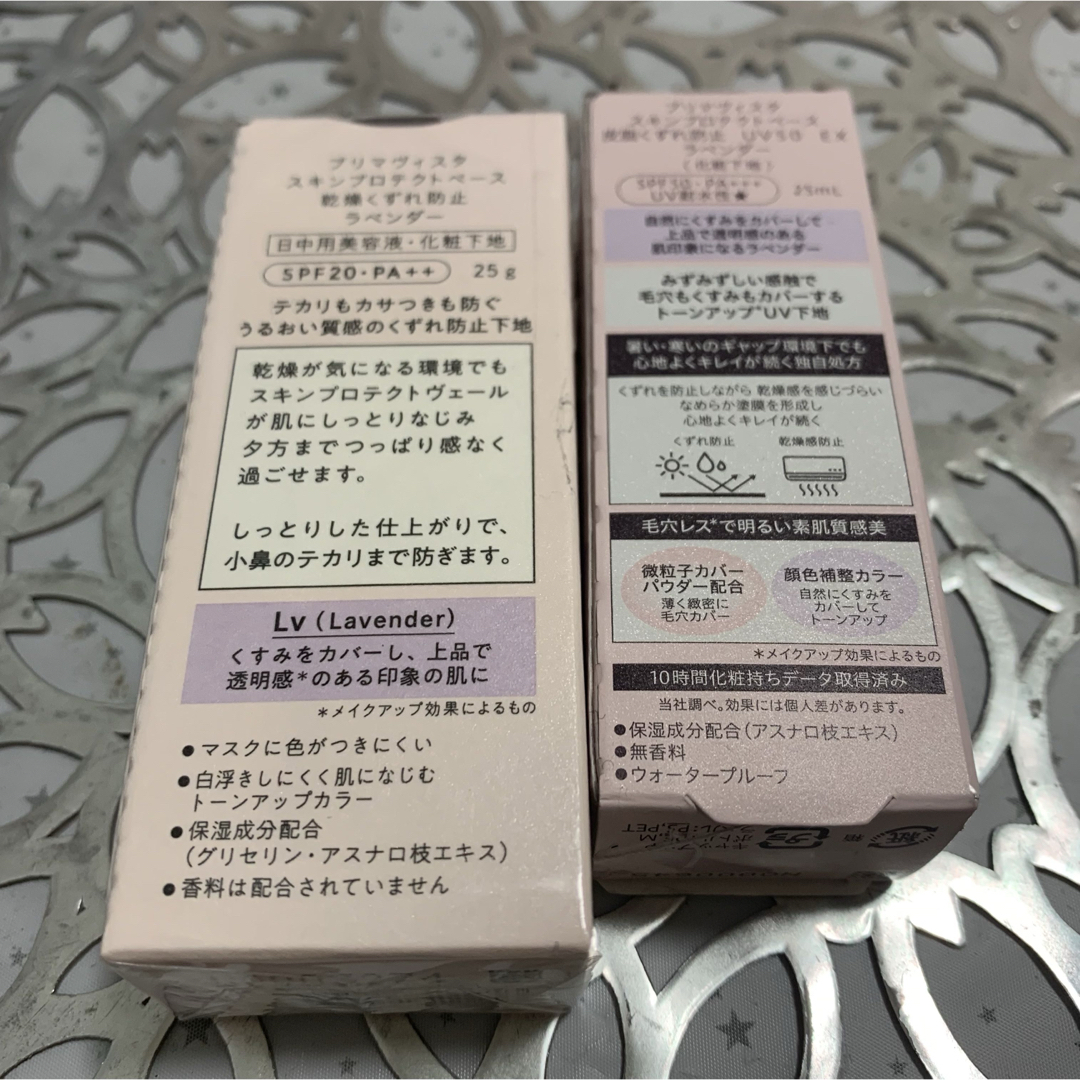 プリマヴィスタ
スキンプロテクトベース
乾燥くずれ防止
ラベンダー
日中用美容液・化粧下地
SPF20・PA++ 25g
テカリもカサつきも防ぐ
うるおい質感のくずれ防止下地
乾燥が気になる環境でも
スキンプロテクトヴェール
が肌にしっとりなじみ
夕方までつっぱり感なく
過ごせます。
しっとりした仕上がりで、
小鼻のテカリまで防ぎます。
Lv (Lavender)
くすみをカバーし、上品で
透明感*のある印象の肌に
*メイクアップ効果によるもの
●マスクに色がつきにくい
●白浮きしにくく肌になじむ
トーンアップカラー
●保湿成分配合
(グリセリン・アスナロ枝エキス)
●香料は配合されていません
プリマヴィスタ
スキンプロテクトベース
皮脂くずれ防止 UV50 EX
ラベンダー
(化粧下地)
SPF50・PA+++ 25mL
UV耐水性★
自然にくすみをカバーして
上品で透明感のある
肌印象になるラベンダー
みずみずしい感触で
毛穴もくすみもカバーする
トーンアップ*UV下地
暑い・寒いのギャップ環境下でも
心地よくキレイが続く独自処方
くずれを防止しながら 乾燥感を感じづらい
なめらか塗膜を形成し
心地よくキレイが続く
くずれ防止 乾燥感防止
毛穴レス*で明るい素肌質感美
微粒子カバー
パウダー配合
薄く緻密に
毛穴カバー
顔色補整カラー
自然にくすみを
カバーして
トーンアップ
*メイクアップ効果によるもの
10時間化粧持ちデータ取得済み
当社調べ。効果には個人差があります。
●保湿成分配合(アスナロ枝エキス)
●無香料
●ウォータープルーフ
紙 箱
プラ